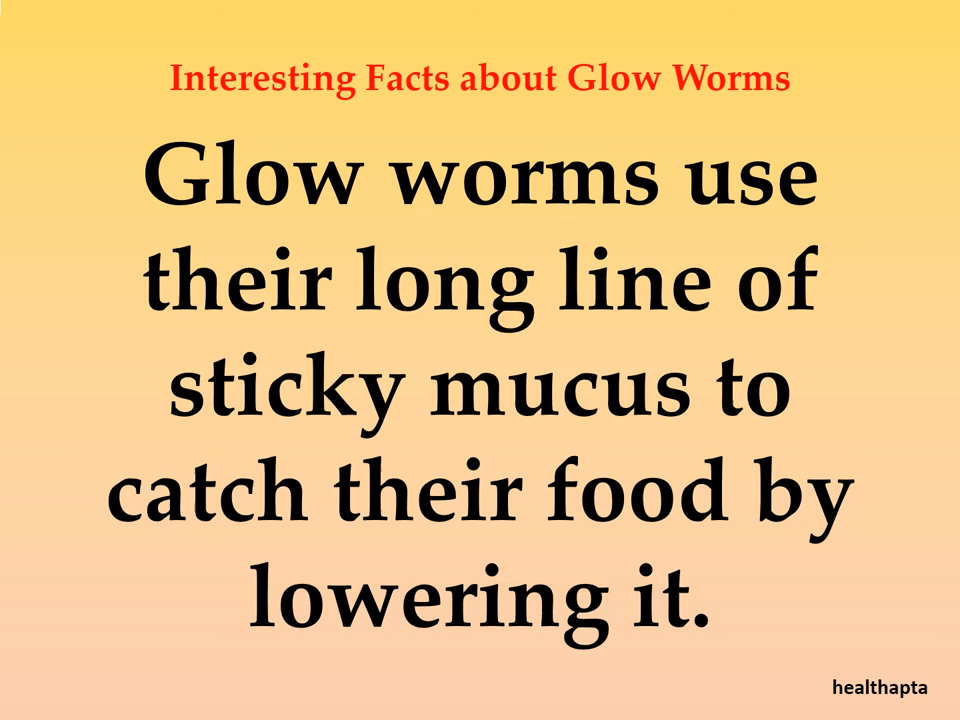 Interesting Facts about Glow Worms
Glow worms use
their long line of
sticky mucus to
catch their food by
lowering it.
healthapta